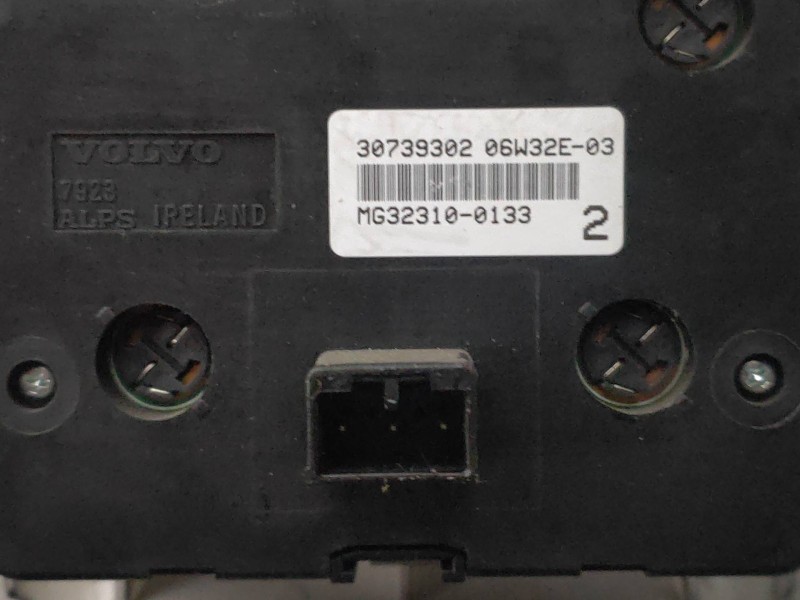 VOLVO
7923
ALPS IRELAND
30739302 06W32E-03
MG32310-0133
2